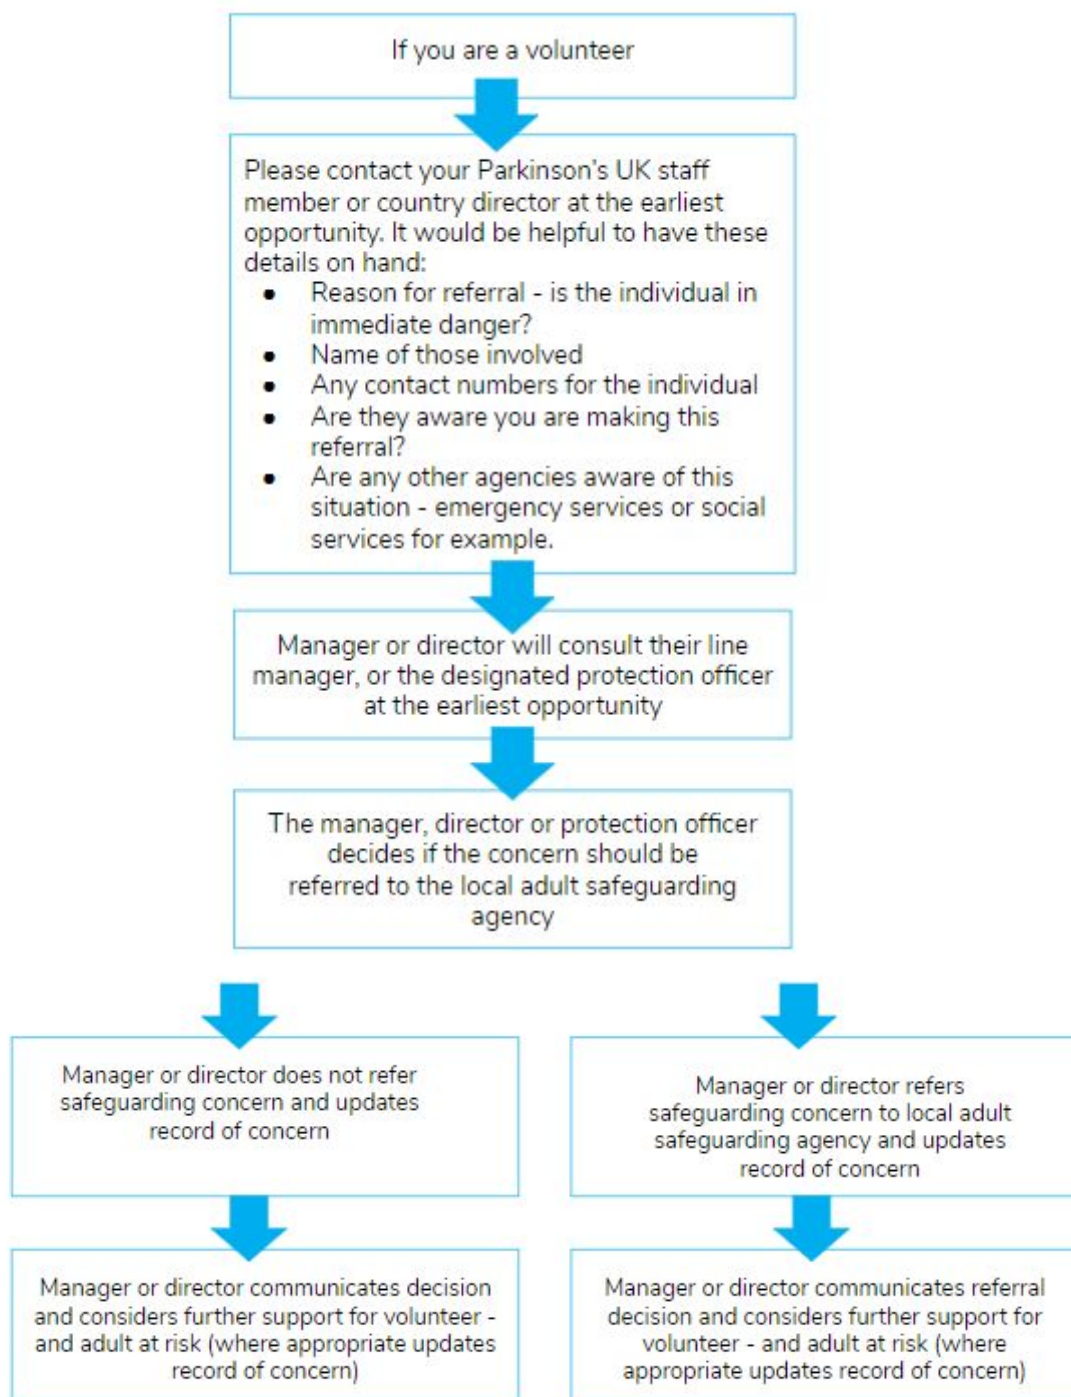 If you are a volunteer
Please contact your Parkinson's UK staff
member or country director at the earliest
opportunity. It would be helpful to have these
details on hand:
● Reason for referral - is the individual in
immediate danger?
● Name of those involved
● Any contact numbers for the individual
● Are they aware you are making this
referral?
● Are any other agencies aware of this
situation - emergency services or social
services for example.
Manager or director will consult their line
manager, or the designated protection officer
at the earliest opportunity
The manager, director or protection officer
decides if the concern should be
referred to the local adult safeguarding
agency
Manager or director does not refer
safeguarding concern and updates
record of concern
Manager or director refers
safeguarding concern to local adult
safeguarding agency and updates
record of concern
Manager or director communicates decision
and considers further support for volunteer -
and adult at risk (where appropriate updates
record of concern)
Manager or director communicates referral
decision and considers further support for
volunteer - and adult at risk (where
appropriate updates record of concern)